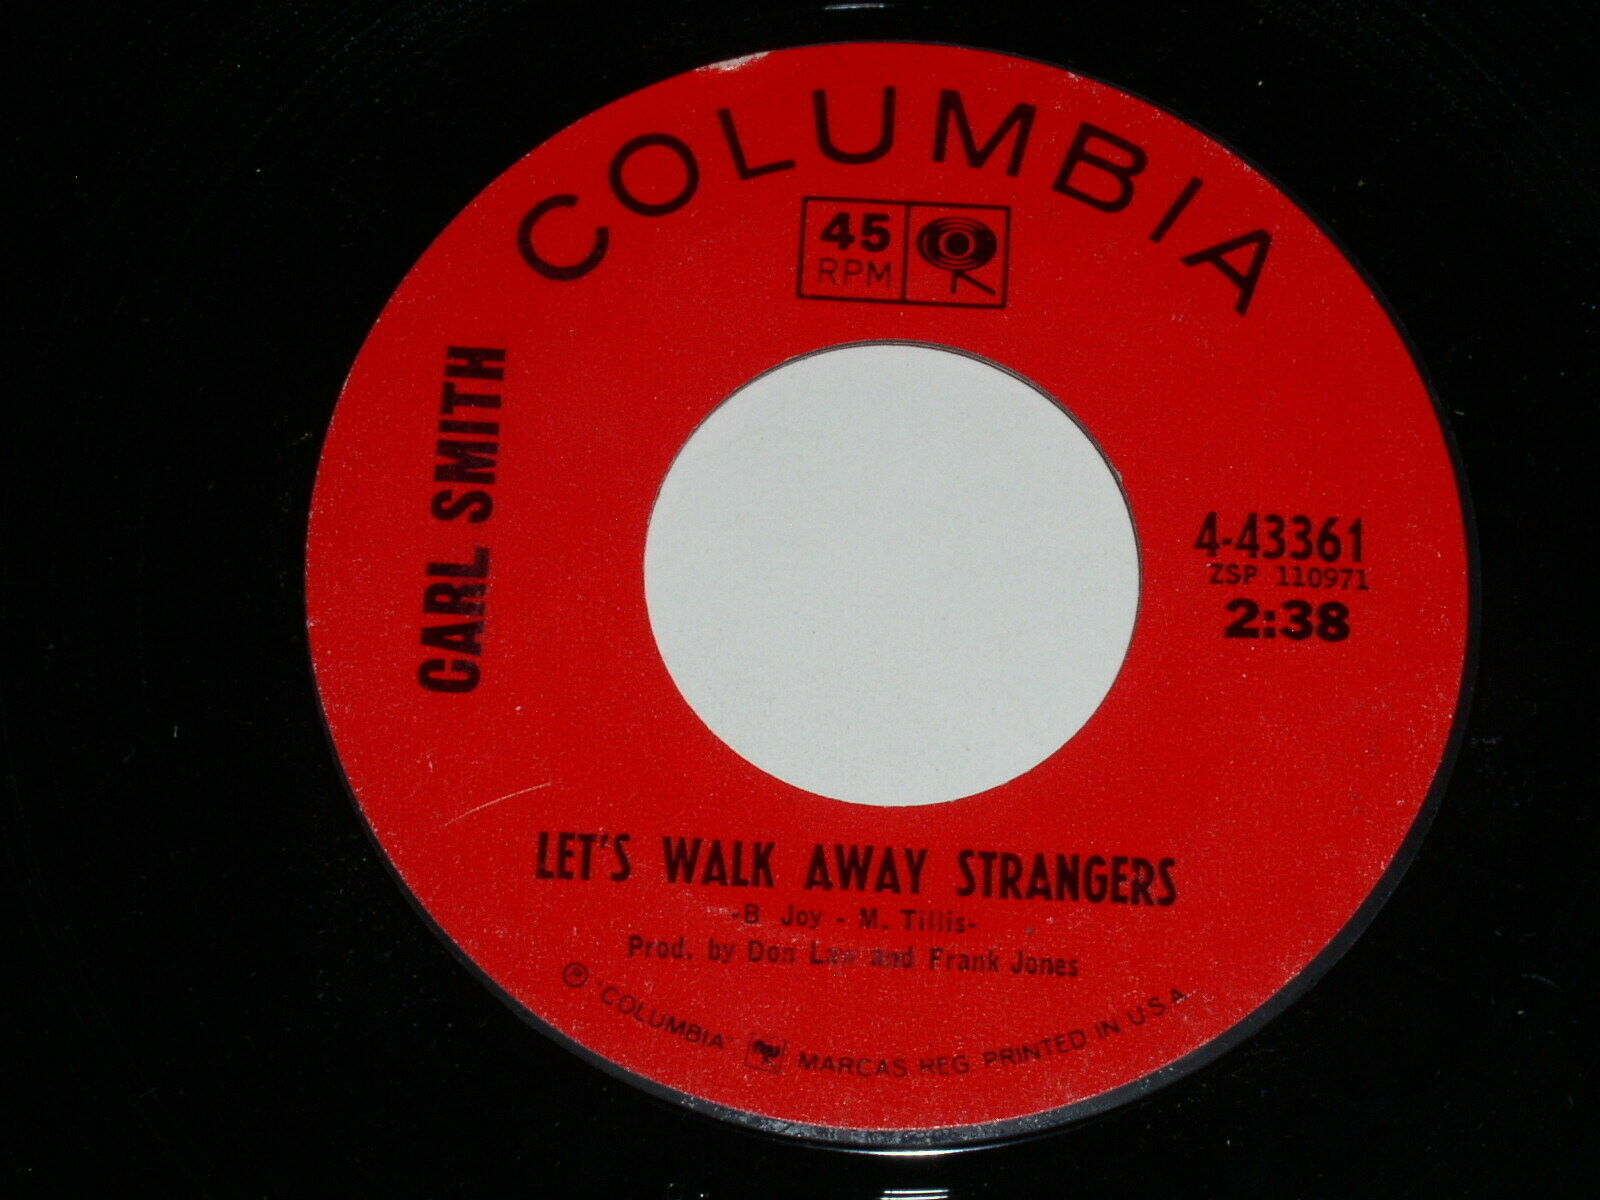 COLUMBIA
45
RPM
CARL SMITH
4-43361
ZSP 110971
2:38
LET'S WALK AWAY STRANGERS
-B Joy - M. Tillis-
Prod. by Don Law and Frank Jones
℗ "COLUMBIA" MARCAS REG. PRINTED IN U.S.A.